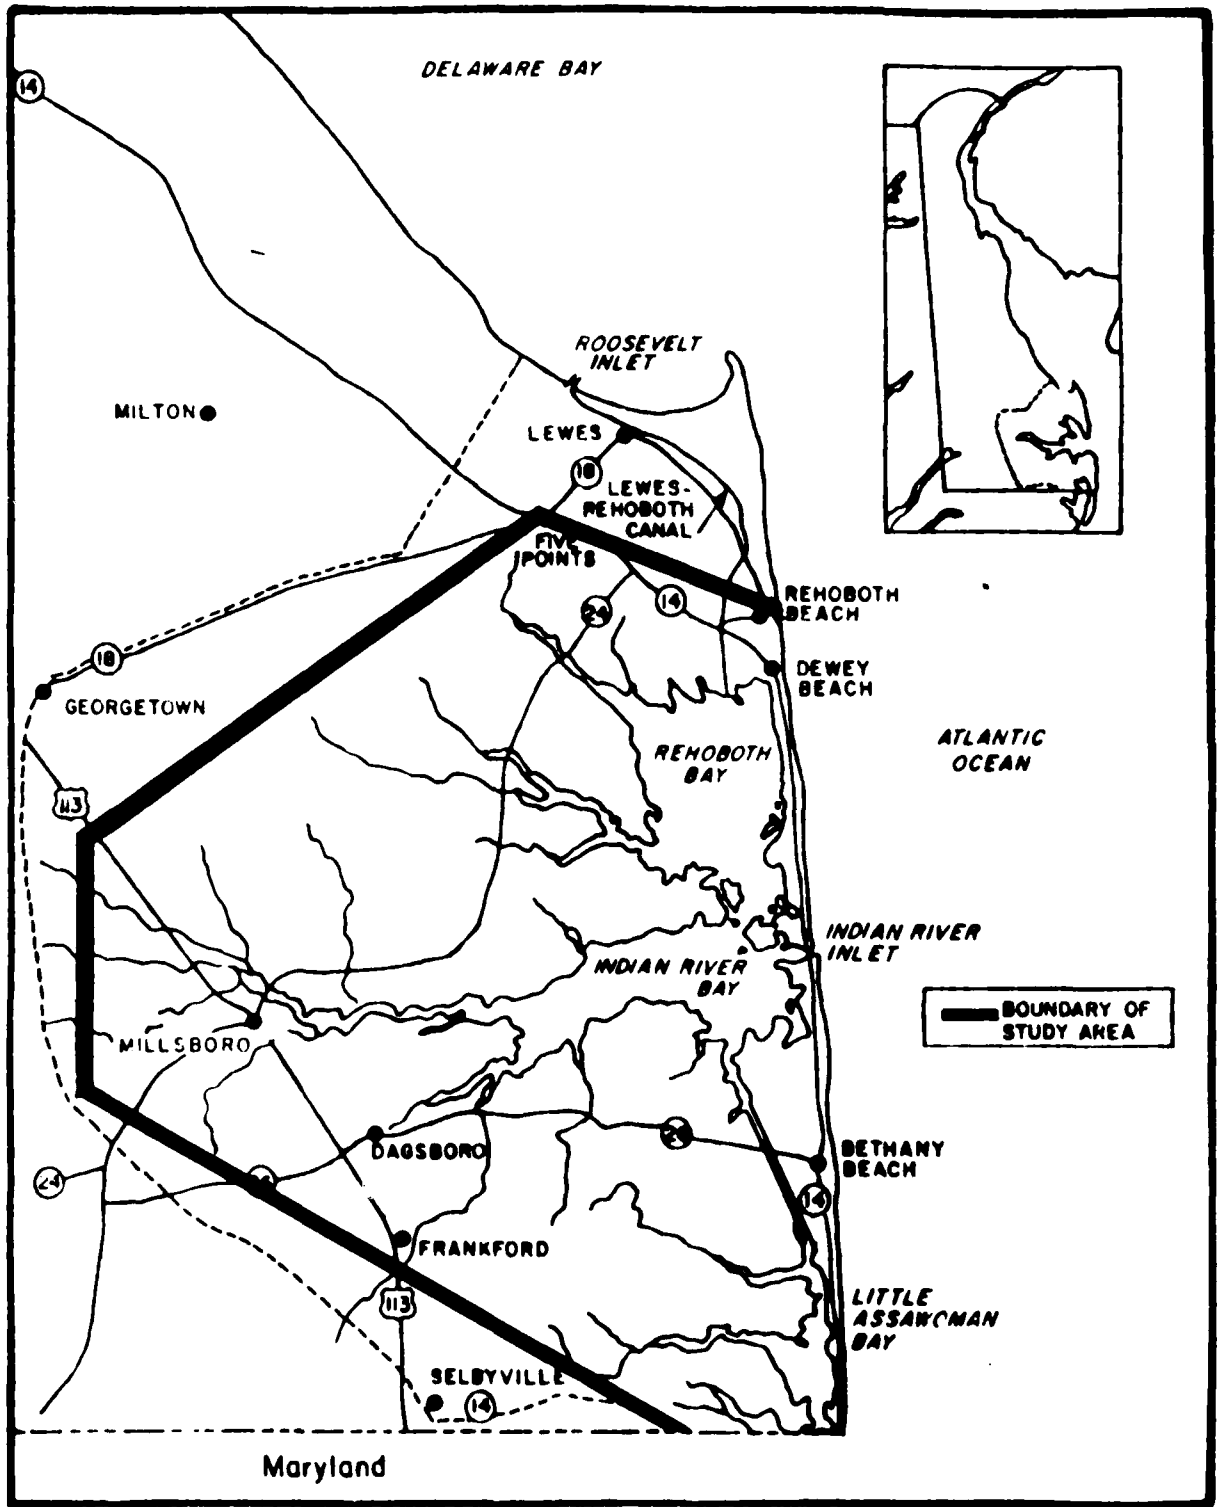 DELAWARE BAY
14
ROOSEVELT
INLET
MILTON
LEWES
18
LEWES-
REHOBOTH
CANAL
FIVE
POINTS
24
14
REHOBOTH
BEACH
18
DEWEY
BEACH
GEORGETOWN
ATLANTIC
OCEAN
REHOBOTH
BAY
113
INDIAN RIVER
INLET
INDIAN RIVER
BAY
BOUNDARY OF
STUDY AREA
MILLSBORO
26
DAGSBORO
BETHANY
BEACH
24
14
FRANKFORD
113
LITTLE
ASSAWOMAN
BAY
SELBYVILLE
14
Maryland